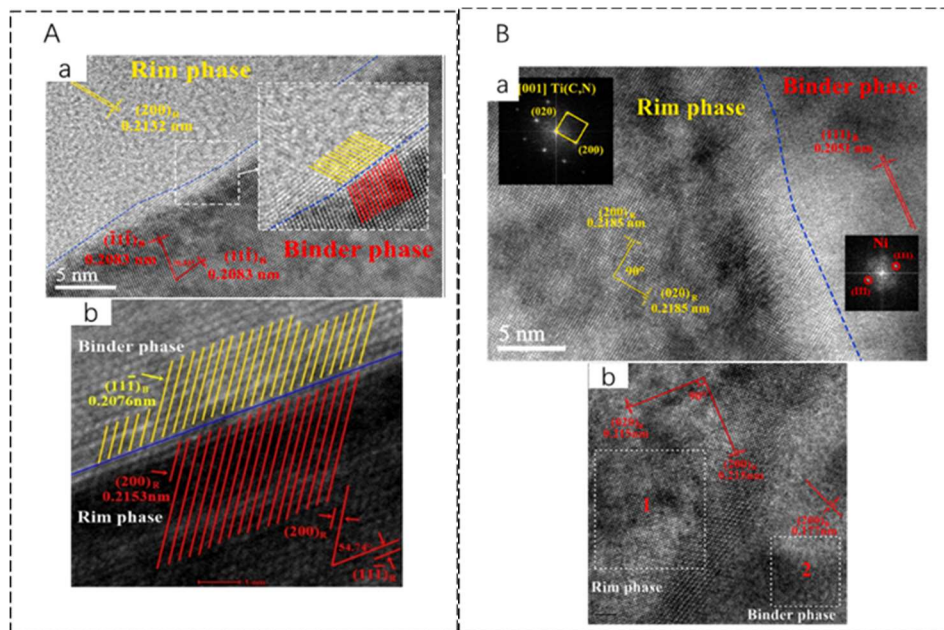 A
a
Rim phase
(200)R
0.2152 nm
Binder phase
0.2083 nm
0.2083 nm
5 nm
b
Binder phase
(111̄)B
0.2076nm
(200)R
0.2153nm
Rim phase
(200)R
54.74°
(111̄)R
B
a
[001] Ti(C,N)
(020)
(200)
Rim phase
Binder phase
0.2051 nm
(200)R
0.2185 nm
90°
(020)R
0.2185 nm
Ni
(111)
5 nm
b
90°
1
2
Rim phase
Binder phase